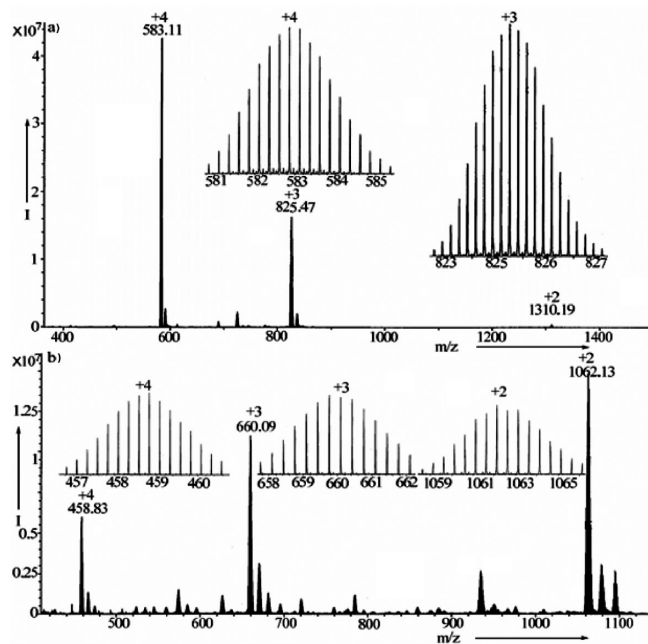 ×10⁷ a)
+4
583.11
+4
+3
4
3
2
1
0
I
581 582 583 584 585
+3
825.47
823 825 826 827
+2
1310.19
400 600 800 1000 1200 1400
m/z
×10⁷ b)
+2
1062.13
+4
+3
+2
1.25
1
0.5
0.25
0
I
457 458 459 460
658 659 660 661 662
1059 1061 1063 1065
+3
660.09
+4
458.83
500 600 700 800 900 1000 1100
m/z